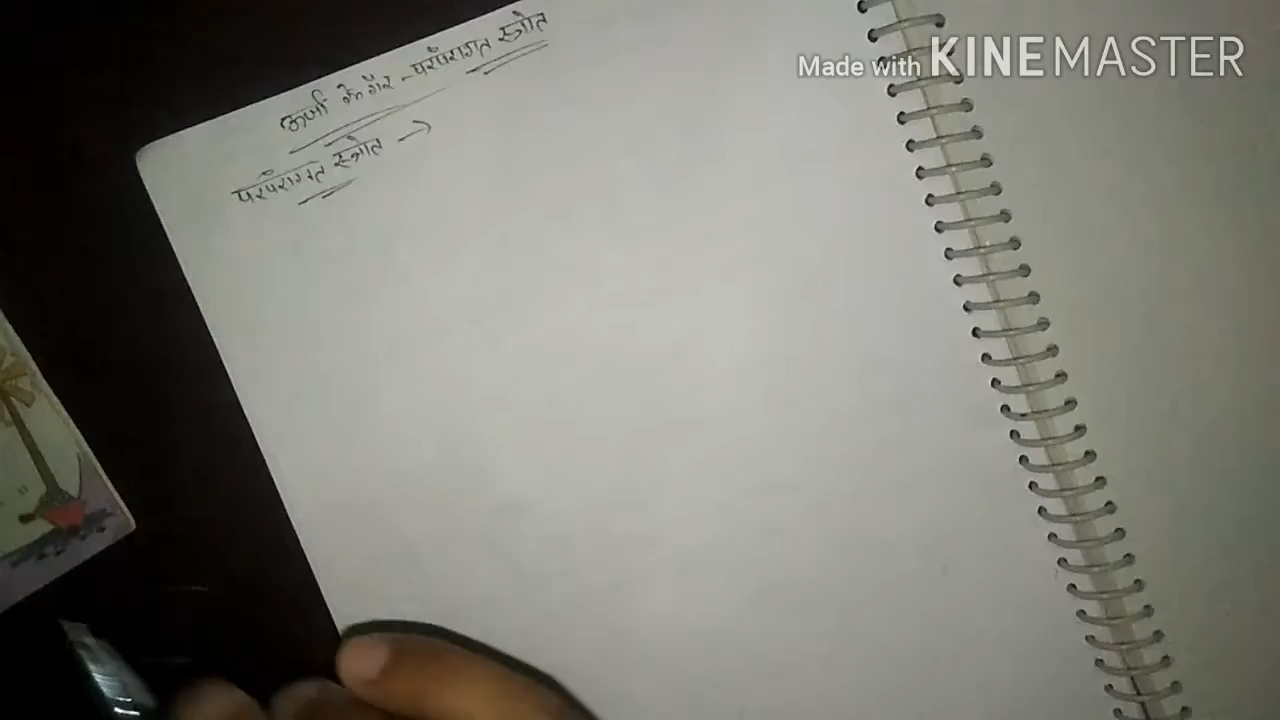 ऊर्जा के गैर - परंपरागत स्त्रोत
परंपरागत स्त्रोत →
Made with KINEMASTER